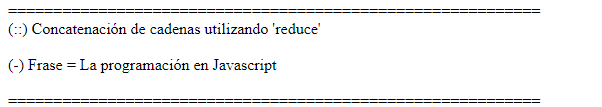 ===========================================================
(::) Concatenación de cadenas utilizando 'reduce'
(-) Frase = La programación en Javascript
===========================================================